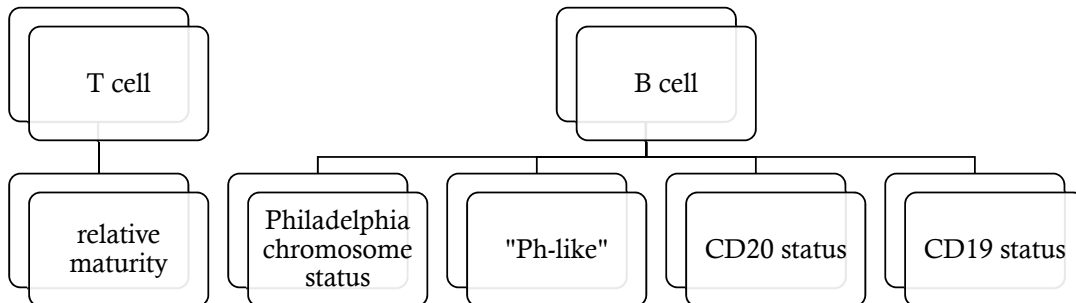 T cell
B cell
relative
maturity
Philadelphia
chromosome
status
"Ph-like"
CD20 status
CD19 status